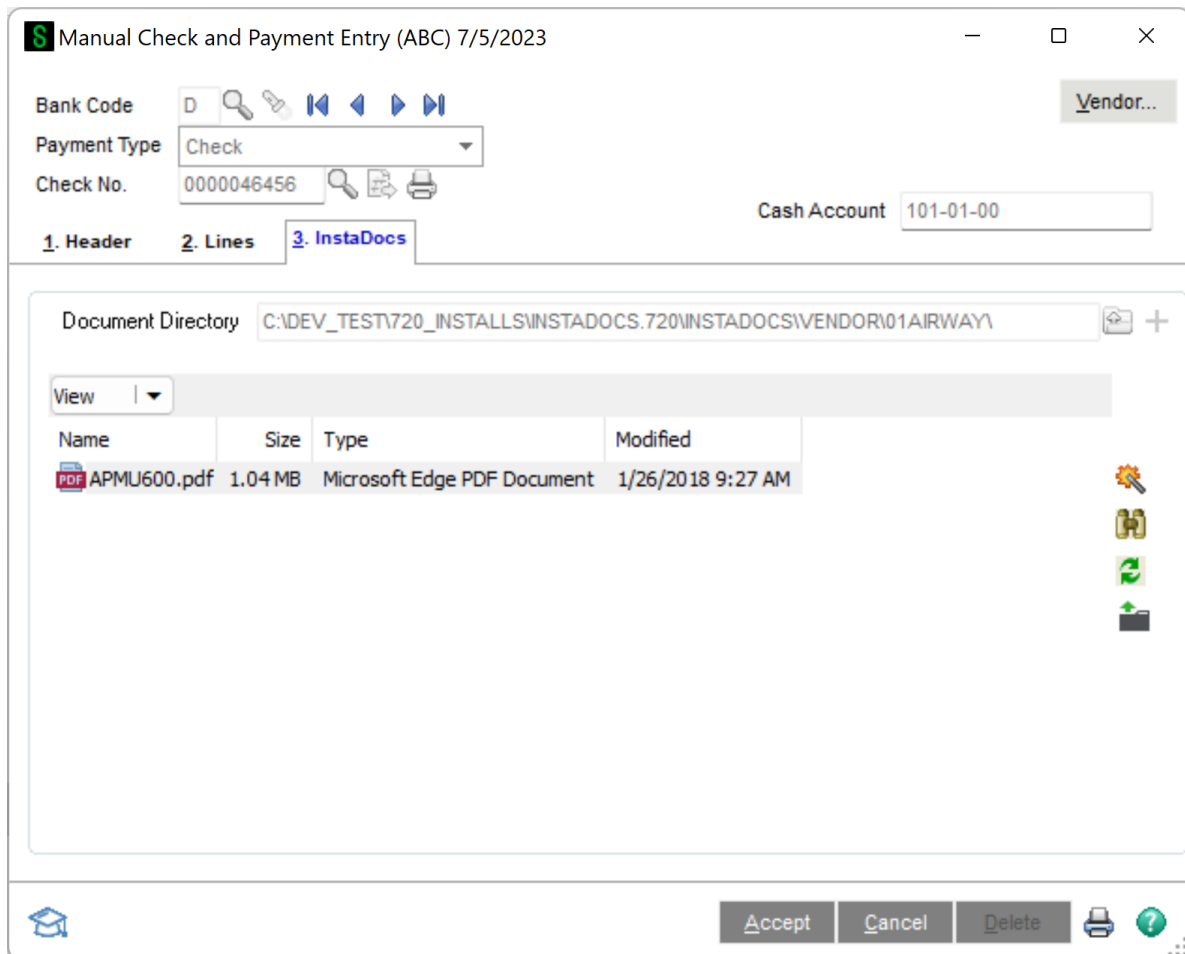 S Manual Check and Payment Entry (ABC) 7/5/2023
Bank Code D
Vendor...
Payment Type Check
Check No. 0000046456
Cash Account 101-01-00
1. Header 2. Lines 3. InstaDocs
Document Directory C:\DEV_TEST\720_INSTALLS\INSTADOCS.720\INSTADOCS\VENDOR\01AIRWAY\
View
Name Size Type Modified
PDF APMU600.pdf 1.04 MB Microsoft Edge PDF Document 1/26/2018 9:27 AM
Accept Cancel Delete ?